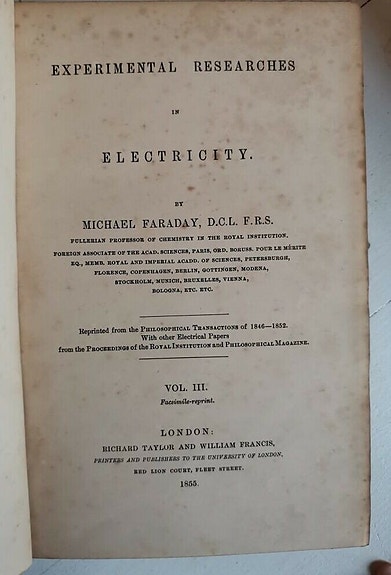 EXPERIMENTAL RESEARCHES
IN
ELECTRICITY.
BY
MICHAEL FARADAY, D.C.L. F.R.S.
FULLERIAN PROFESSOR OF CHEMISTRY IN THE ROYAL INSTITUTION.
FOREIGN ASSOCIATE OF THE ACAD. SCIENCES, PARIS, ORD. BORUSS. POUR LE MÉRITE
EQ., MEMB. ROYAL AND IMPERIAL ACADD. OF SCIENCES, PETERSBURGH,
FLORENCE, COPENHAGEN, BERLIN, GOTTINGEN, MODENA,
STOCKHOLM, MUNICH, BRUXELLES, VIENNA,
BOLOGNA, ETC. ETC.
Reprinted from the PHILOSOPHICAL TRANSACTIONS of 1846—1852.
With other Electrical Papers
from the PROCEEDINGS of the ROYAL INSTITUTION and PHILOSOPHICAL MAGAZINE.
VOL. III.
Facsimile-reprint.
LONDON:
RICHARD TAYLOR AND WILLIAM FRANCIS,
PRINTERS AND PUBLISHERS TO THE UNIVERSITY OF LONDON,
RED LION COURT, FLEET STREET.
1855.